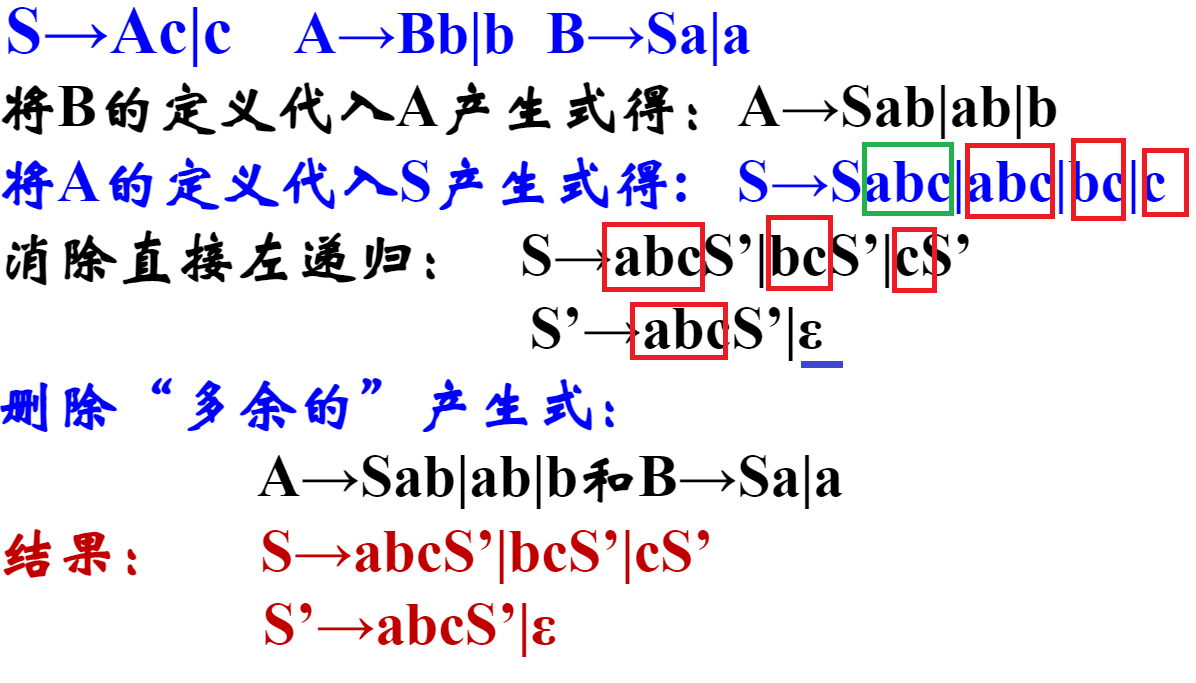 S→Ac|c A→Bb|b B→Sa|a
将B的定义代入A产生式得：A→Sab|ab|b
将A的定义代入S产生式得：S→Sabc|abc|bc|c
消除直接左递归： S→abcS’|bcS’|cS’
S’→abcS’|ε
删除“多余的”产生式：
A→Sab|ab|b和B→Sa|a
结果： S→abcS’|bcS’|cS’
S’→abcS’|ε